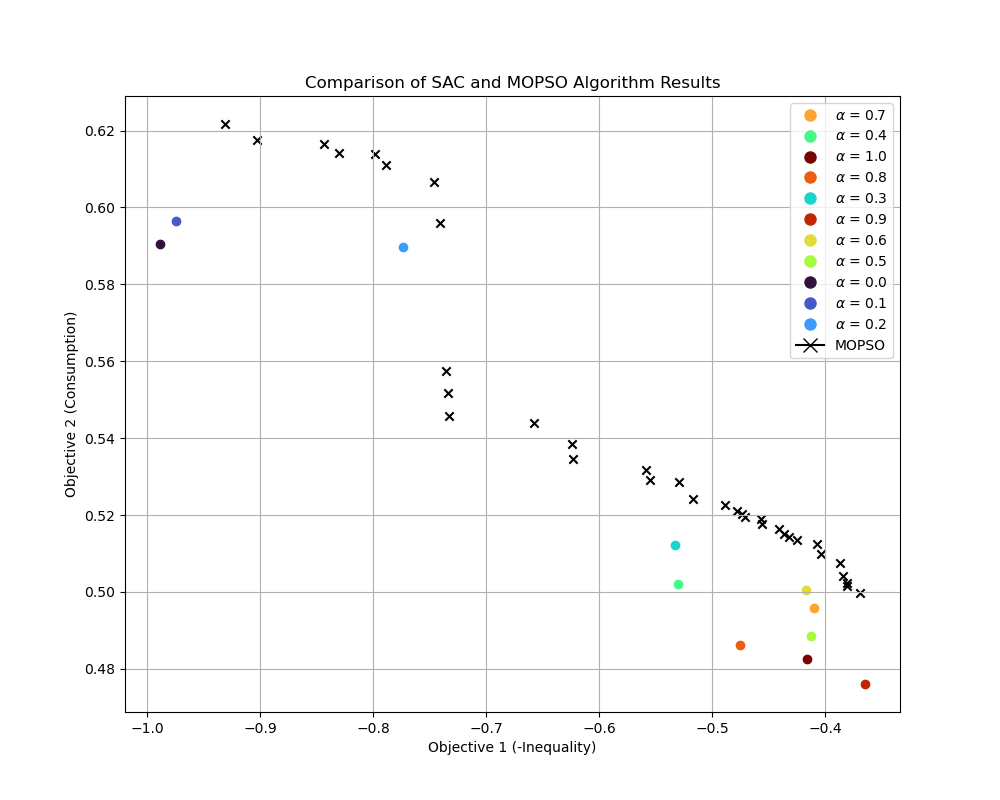 Comparison of SAC and MOPSO Algorithm Results
0.62
0.60
0.58
0.56
0.54
0.52
0.50
0.48
Objective 2 (Consumption)
α = 0.7
α = 0.4
α = 1.0
α = 0.8
α = 0.3
α = 0.9
α = 0.6
α = 0.5
α = 0.0
α = 0.1
α = 0.2
MOPSO
−1.0 −0.9 −0.8 −0.7 −0.6 −0.5 −0.4
Objective 1 (-Inequality)